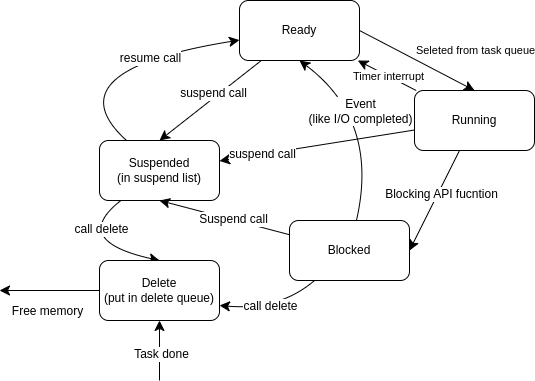 Ready
resume call
Seleted from task queue
Timer interrupt
suspend call
Event
(like I/O completed)
Running
suspend call
Suspended
(in suspend list)
Blocking API fucntion
Suspend call
call delete
Blocked
Delete
(put in delete queue)
call delete
Free memory
Task done